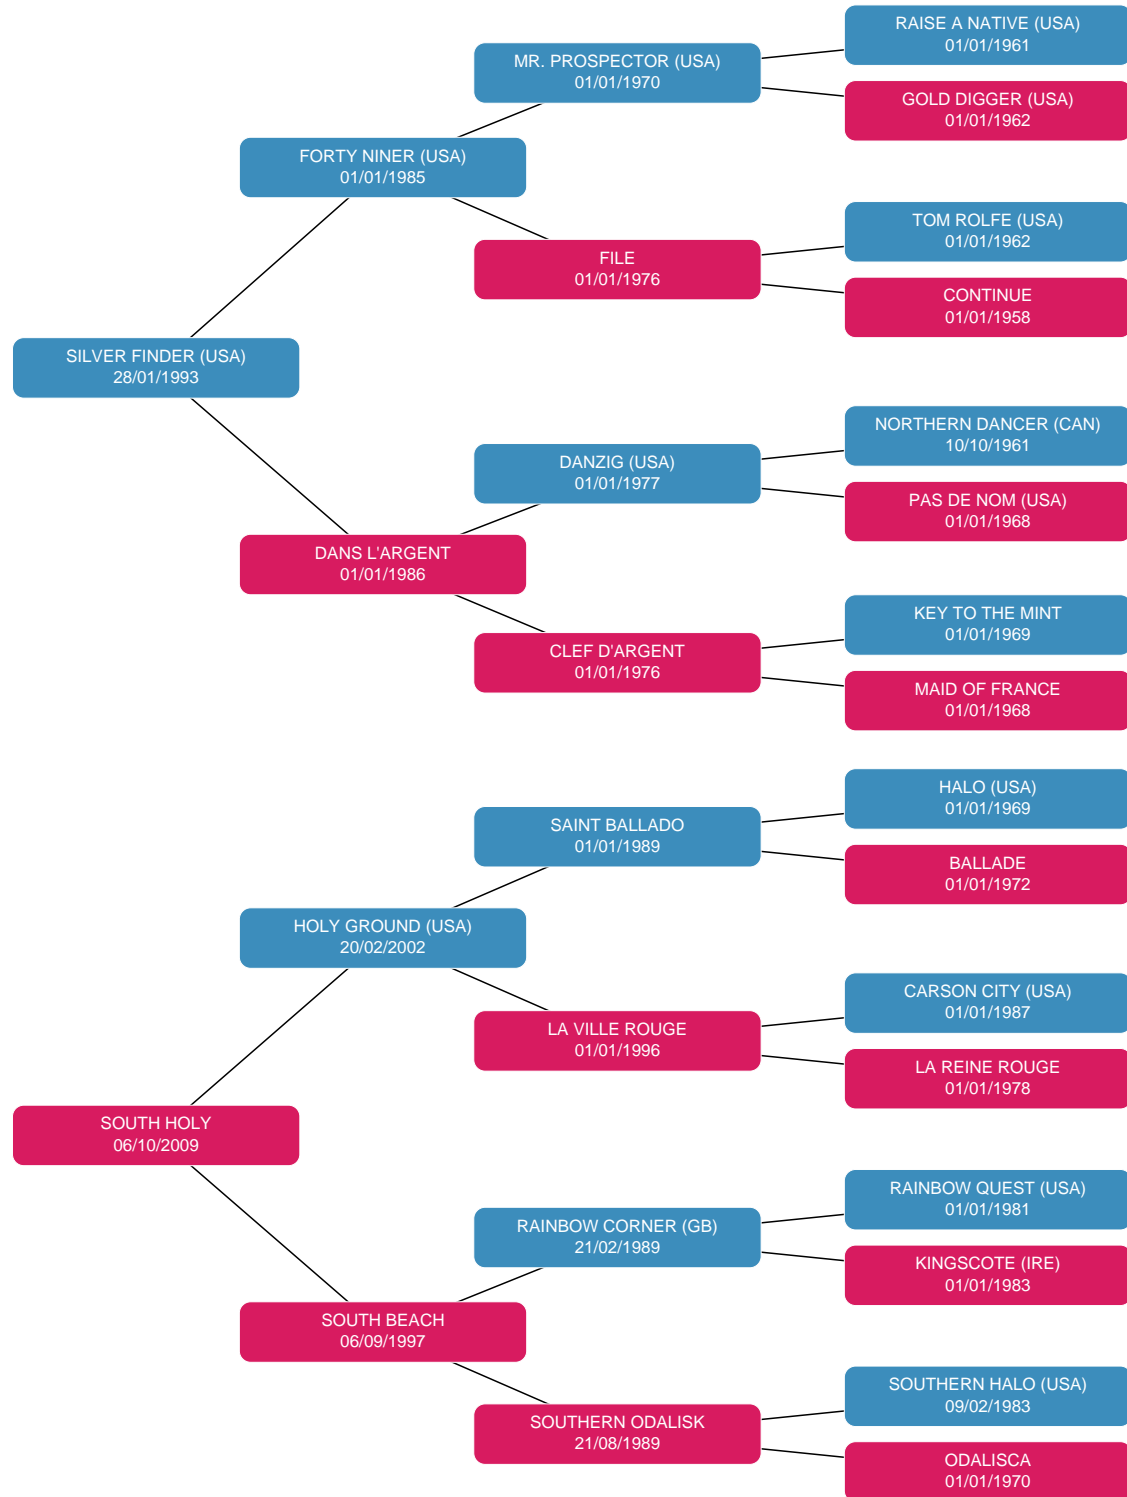 RAISE A NATIVE (USA)
01/01/1961
MR. PROSPECTOR (USA)
01/01/1970
GOLD DIGGER (USA)
01/01/1962
FORTY NINER (USA)
01/01/1985
TOM ROLFE (USA)
01/01/1962
FILE
01/01/1976
CONTINUE
01/01/1958
SILVER FINDER (USA)
28/01/1993
NORTHERN DANCER (CAN)
10/10/1961
DANZIG (USA)
01/01/1977
PAS DE NOM (USA)
01/01/1968
DANS L'ARGENT
01/01/1986
KEY TO THE MINT
01/01/1969
CLEF D'ARGENT
01/01/1976
MAID OF FRANCE
01/01/1968
HALO (USA)
01/01/1969
SAINT BALLADO
01/01/1989
BALLADE
01/01/1972
HOLY GROUND (USA)
20/02/2002
CARSON CITY (USA)
01/01/1987
LA VILLE ROUGE
01/01/1996
LA REINE ROUGE
01/01/1978
SOUTH HOLY
06/10/2009
RAINBOW QUEST (USA)
01/01/1981
RAINBOW CORNER (GB)
21/02/1989
KINGSCOTE (IRE)
01/01/1983
SOUTH BEACH
06/09/1997
SOUTHERN HALO (USA)
09/02/1983
SOUTHERN ODALISK
21/08/1989
ODALISCA
01/01/1970